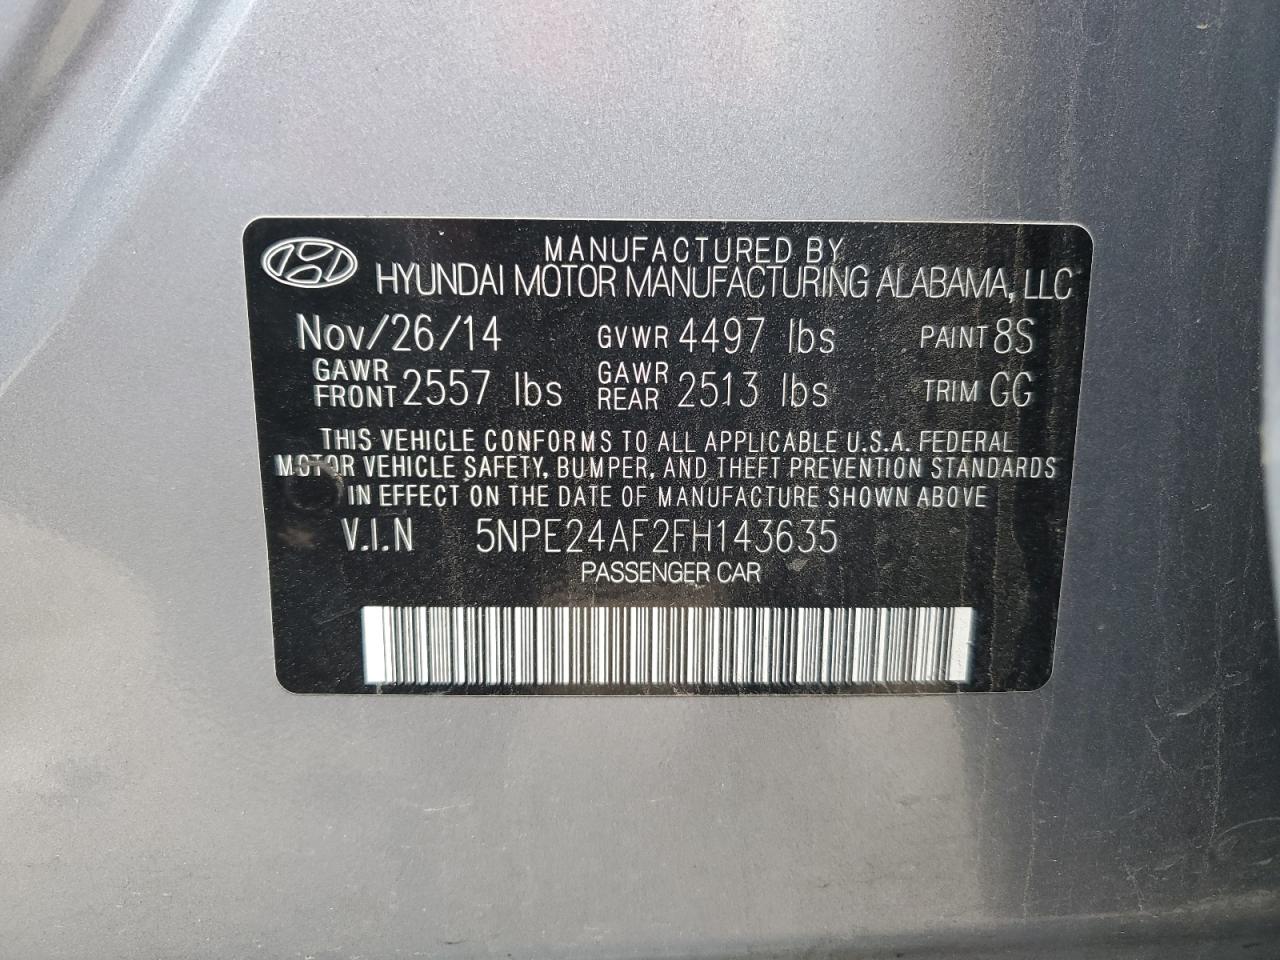 MANUFACTURED BY
HYUNDAI MOTOR MANUFACTURING ALABAMA, LLC
Nov/26/14 GVWR 4497 lbs PAINT 8S
GAWR FRONT 2557 lbs GAWR REAR 2513 lbs TRIM GG
THIS VEHICLE CONFORMS TO ALL APPLICABLE U.S.A. FEDERAL
MOTOR VEHICLE SAFETY, BUMPER, AND THEFT PREVENTION STANDARDS
IN EFFECT ON THE DATE OF MANUFACTURE SHOWN ABOVE
V.I.N 5NPE24AF2FH143635
PASSENGER CAR